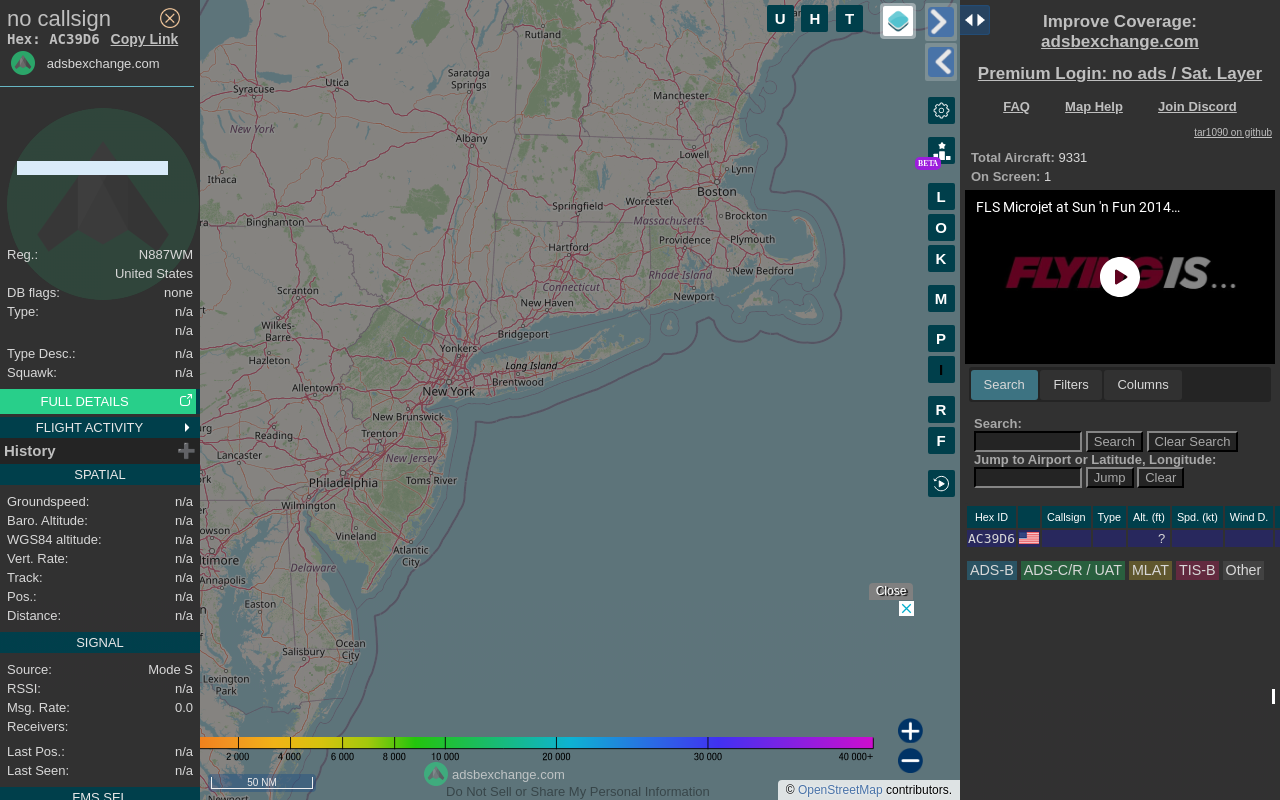 no callsign
Hex: AC39D6 Copy Link
adsbexchange.com
Reg.: N887WM
United States
DB flags: none
Type: n/a
n/a
Type Desc.: n/a
Squawk: n/a
FULL DETAILS
FLIGHT ACTIVITY
History
SPATIAL
Groundspeed: n/a
Baro. Altitude: n/a
WGS84 altitude: n/a
Vert. Rate: n/a
Track: n/a
Pos.: n/a
Distance: n/a
SIGNAL
Source: Mode S
RSSI: n/a
Msg. Rate: 0.0
Receivers:
Last Pos.: n/a
Last Seen: n/a
FMS SEL
U H T
Rutland
Syracuse
Utica
Saratoga
Springs
Manchester
New York
Albany
Lowell
Lynn
Ithaca
Boston
Worcester
Springfield
Binghamton
Massachusetts
Brockton
Hartford
Providence
Plymouth
Rhode Island
New Bedford
Connecticut
Scranton
New Haven
Newport
Wilkes-
Barre
Bridgeport
Yonkers
Hazleton
Long Island
Brentwood
Allentown
New York
New Brunswick
Reading
Trenton
Lancaster
New Jersey
Philadelphia
Toms River
Wilmington
Vineland
Atlantic
City
Annapolis
Delaware
Easton
Ocean
City
Salisbury
Lexington
Park
Newport
BETA
L
O
K
M
P
I
R
F
Close
2 000 4 000 6 000 8 000 10 000 20 000 30 000 40 000+
50 NM
adsbexchange.com
Do Not Sell or Share My Personal Information
© OpenStreetMap contributors.
Improve Coverage:
adsbexchange.com
Premium Login: no ads / Sat. Layer
FAQ Map Help Join Discord
tar1090 on github
Total Aircraft: 9331
On Screen: 1
FLS Microjet at Sun 'n Fun 2014...
FLYING IS...
Search Filters Columns
Search:
Search Clear Search
Jump to Airport or Latitude, Longitude:
Jump Clear
Hex ID Callsign Type Alt. (ft) Spd. (kt) Wind D.
AC39D6 ?
ADS-B ADS-C/R / UAT MLAT TIS-B Other